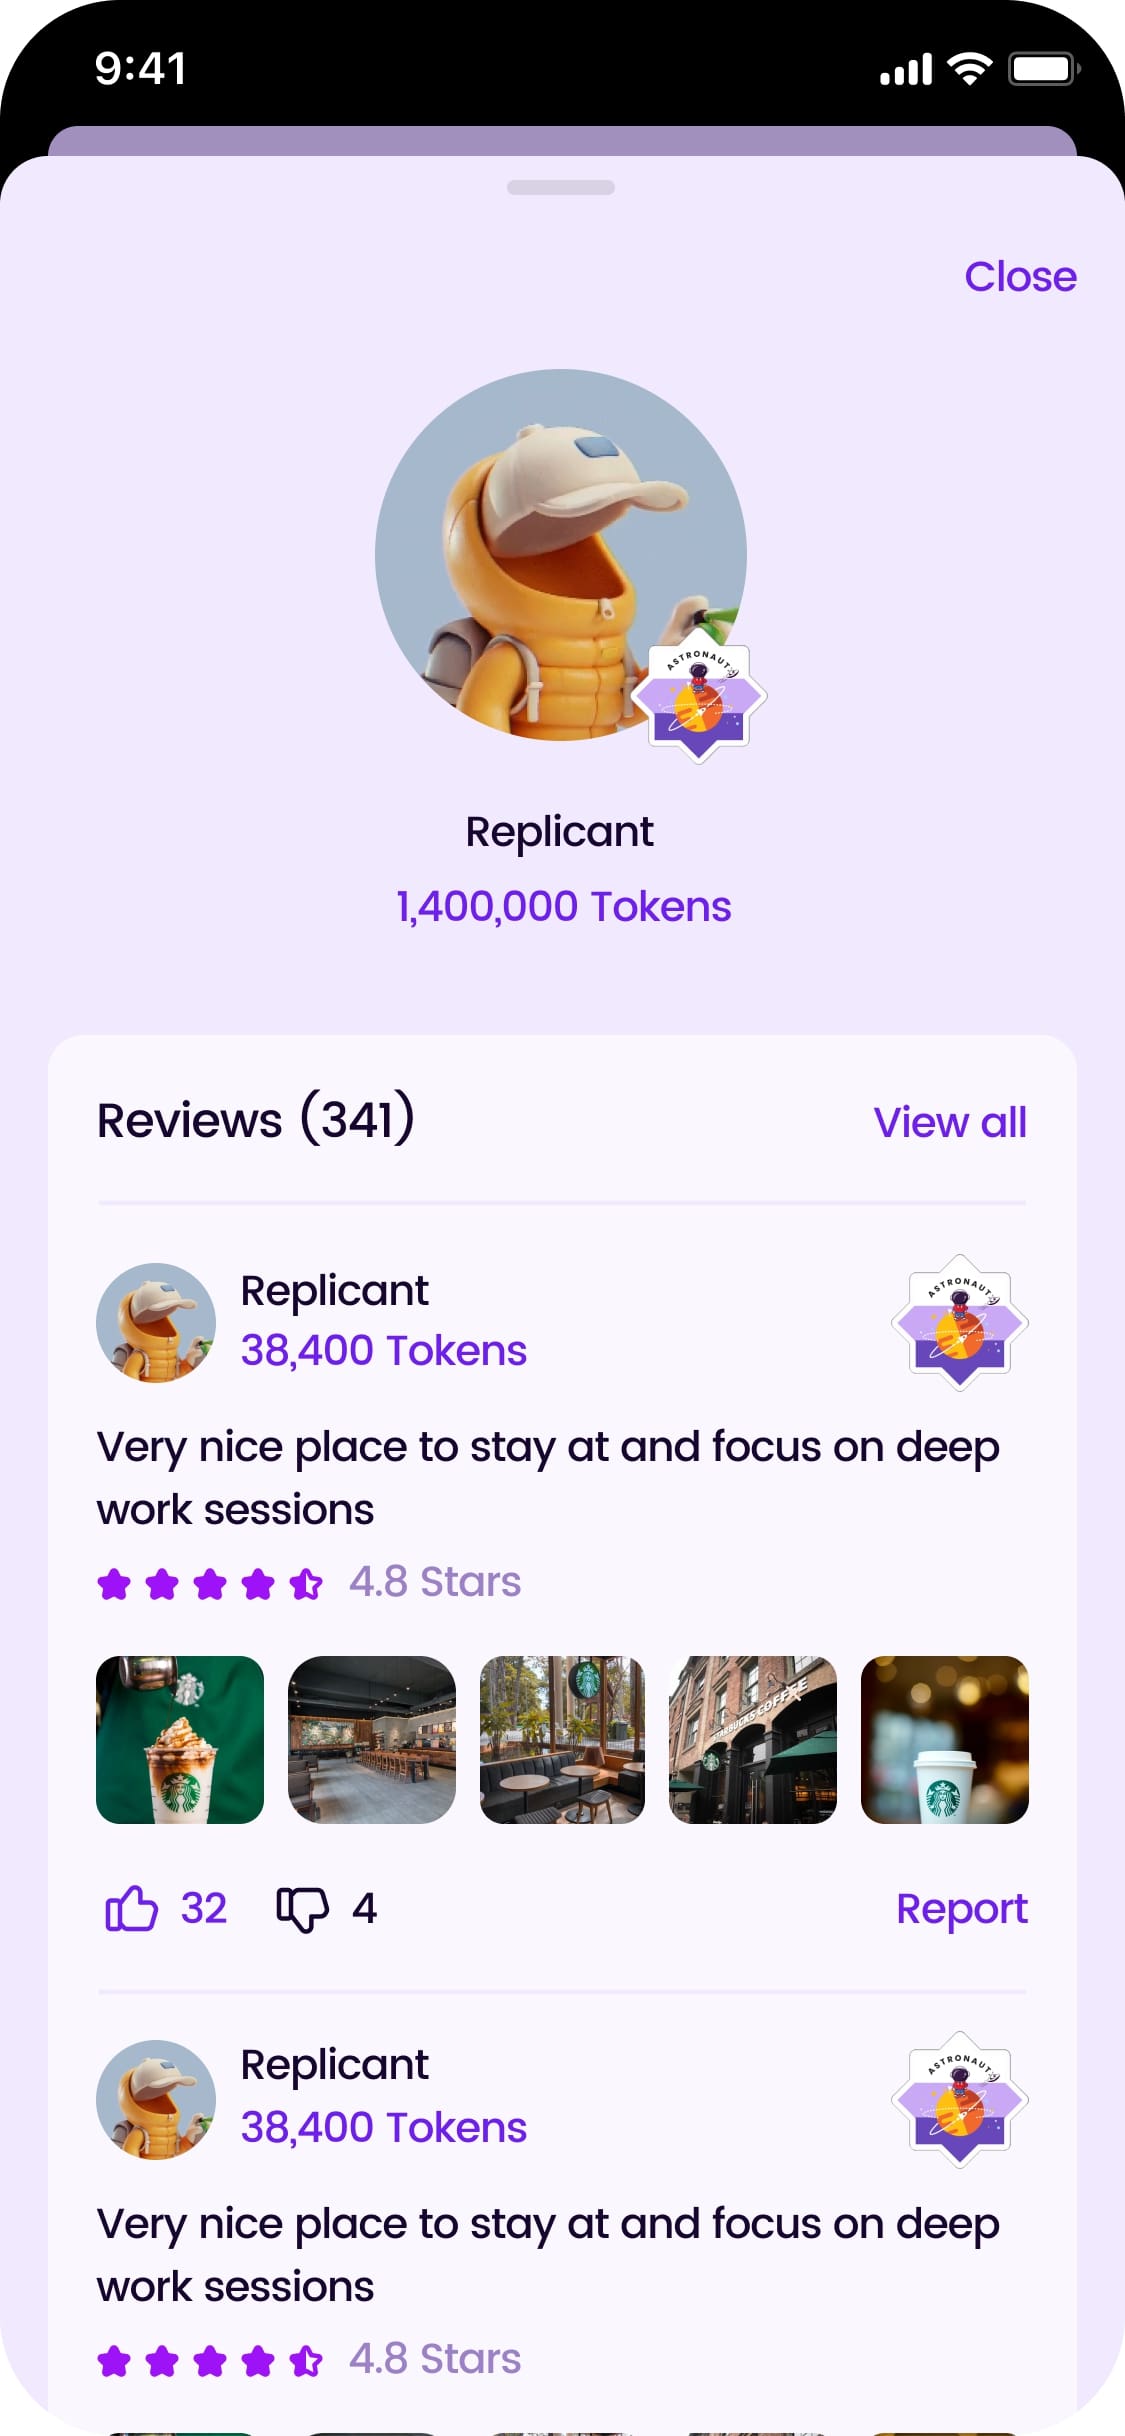 9:41
Close
ASTRONAUT
Replicant
1,400,000 Tokens
Reviews (341)
View all
Replicant
38,400 Tokens
ASTRONAUT
Very nice place to stay at and focus on deep
work sessions
4.8 Stars
STARBUCKS COFFEE
32
4
Report
Replicant
38,400 Tokens
ASTRONAUT
Very nice place to stay at and focus on deep
work sessions
4.8 Stars